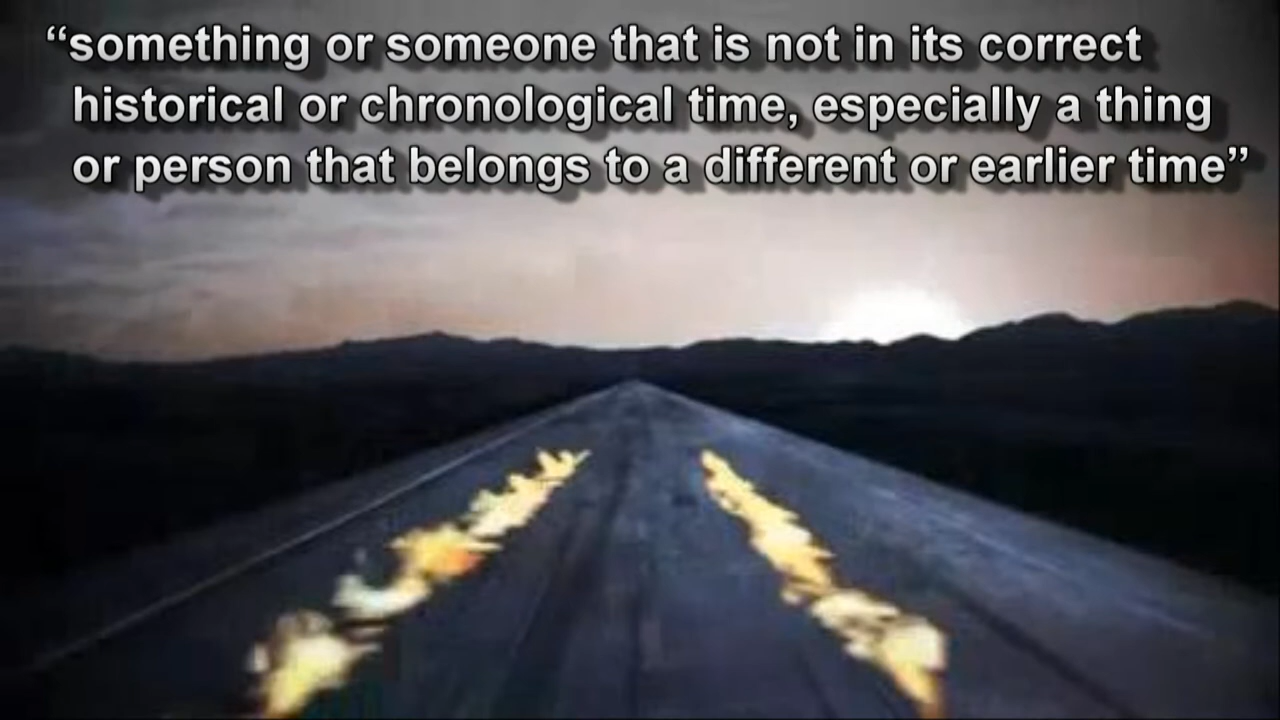 “something or someone that is not in its correct
historical or chronological time, especially a thing
or person that belongs to a different or earlier time”